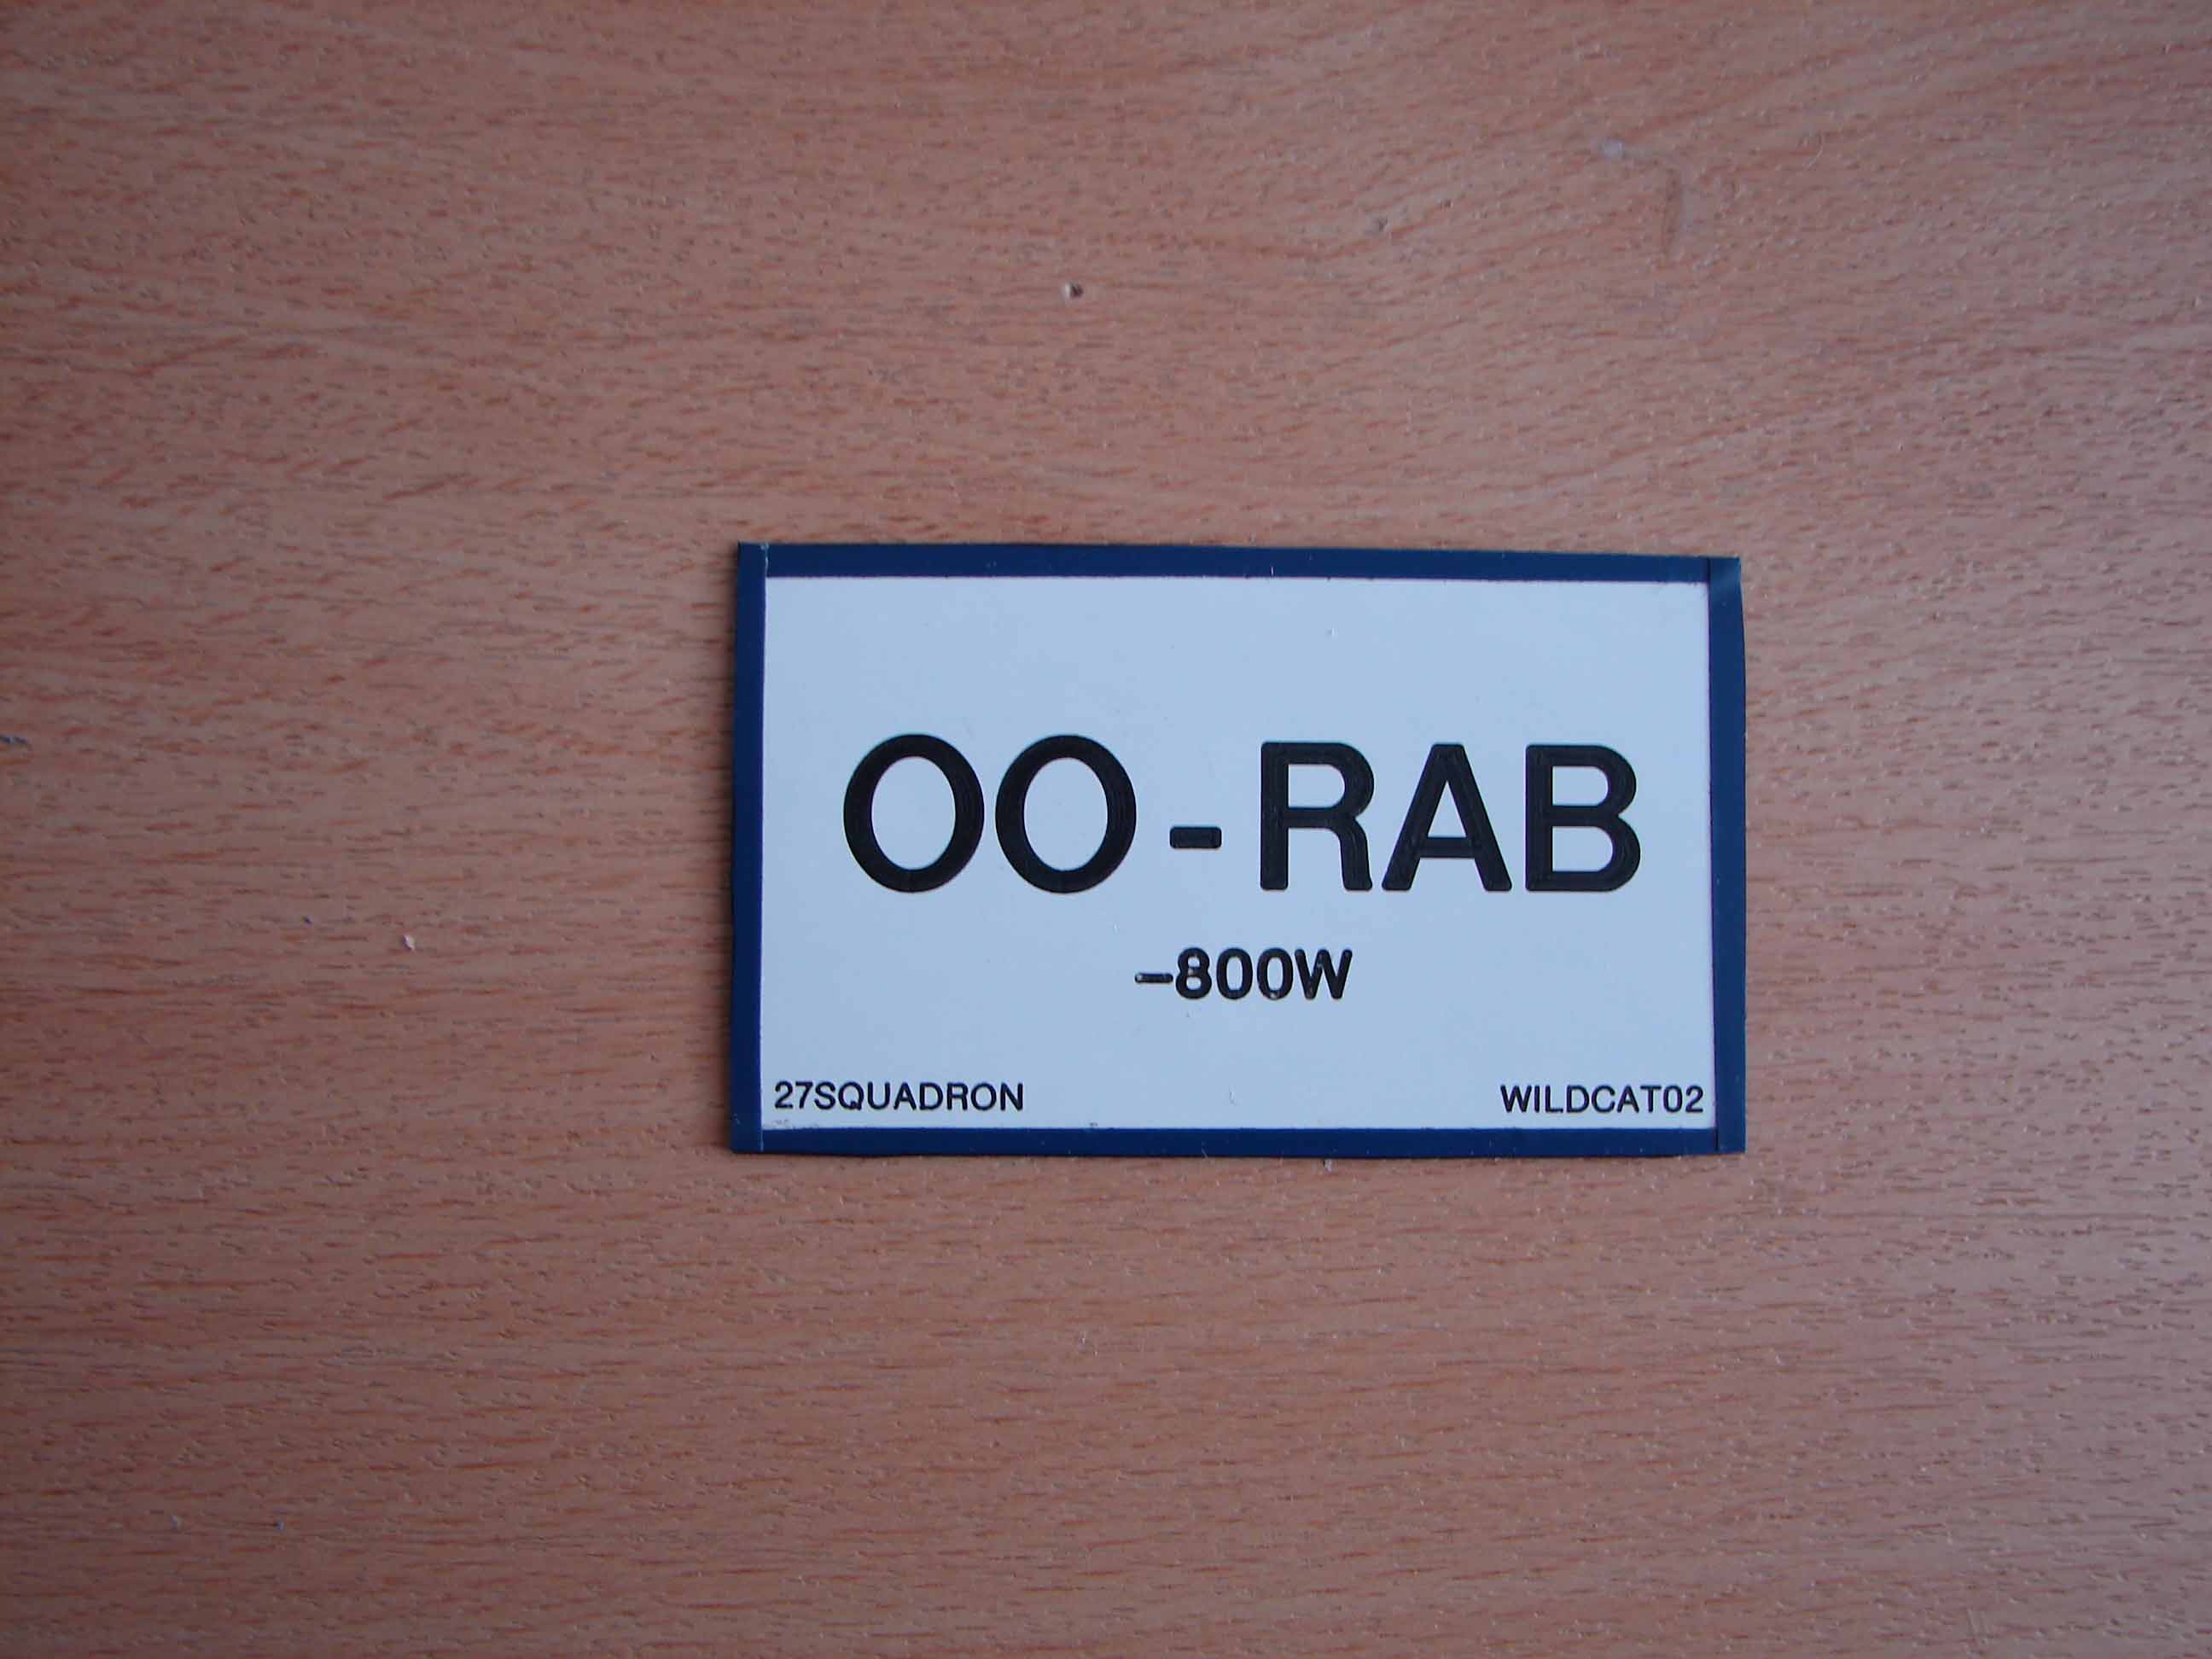 OO-RAB
-800W
27SQUADRON WILDCAT02